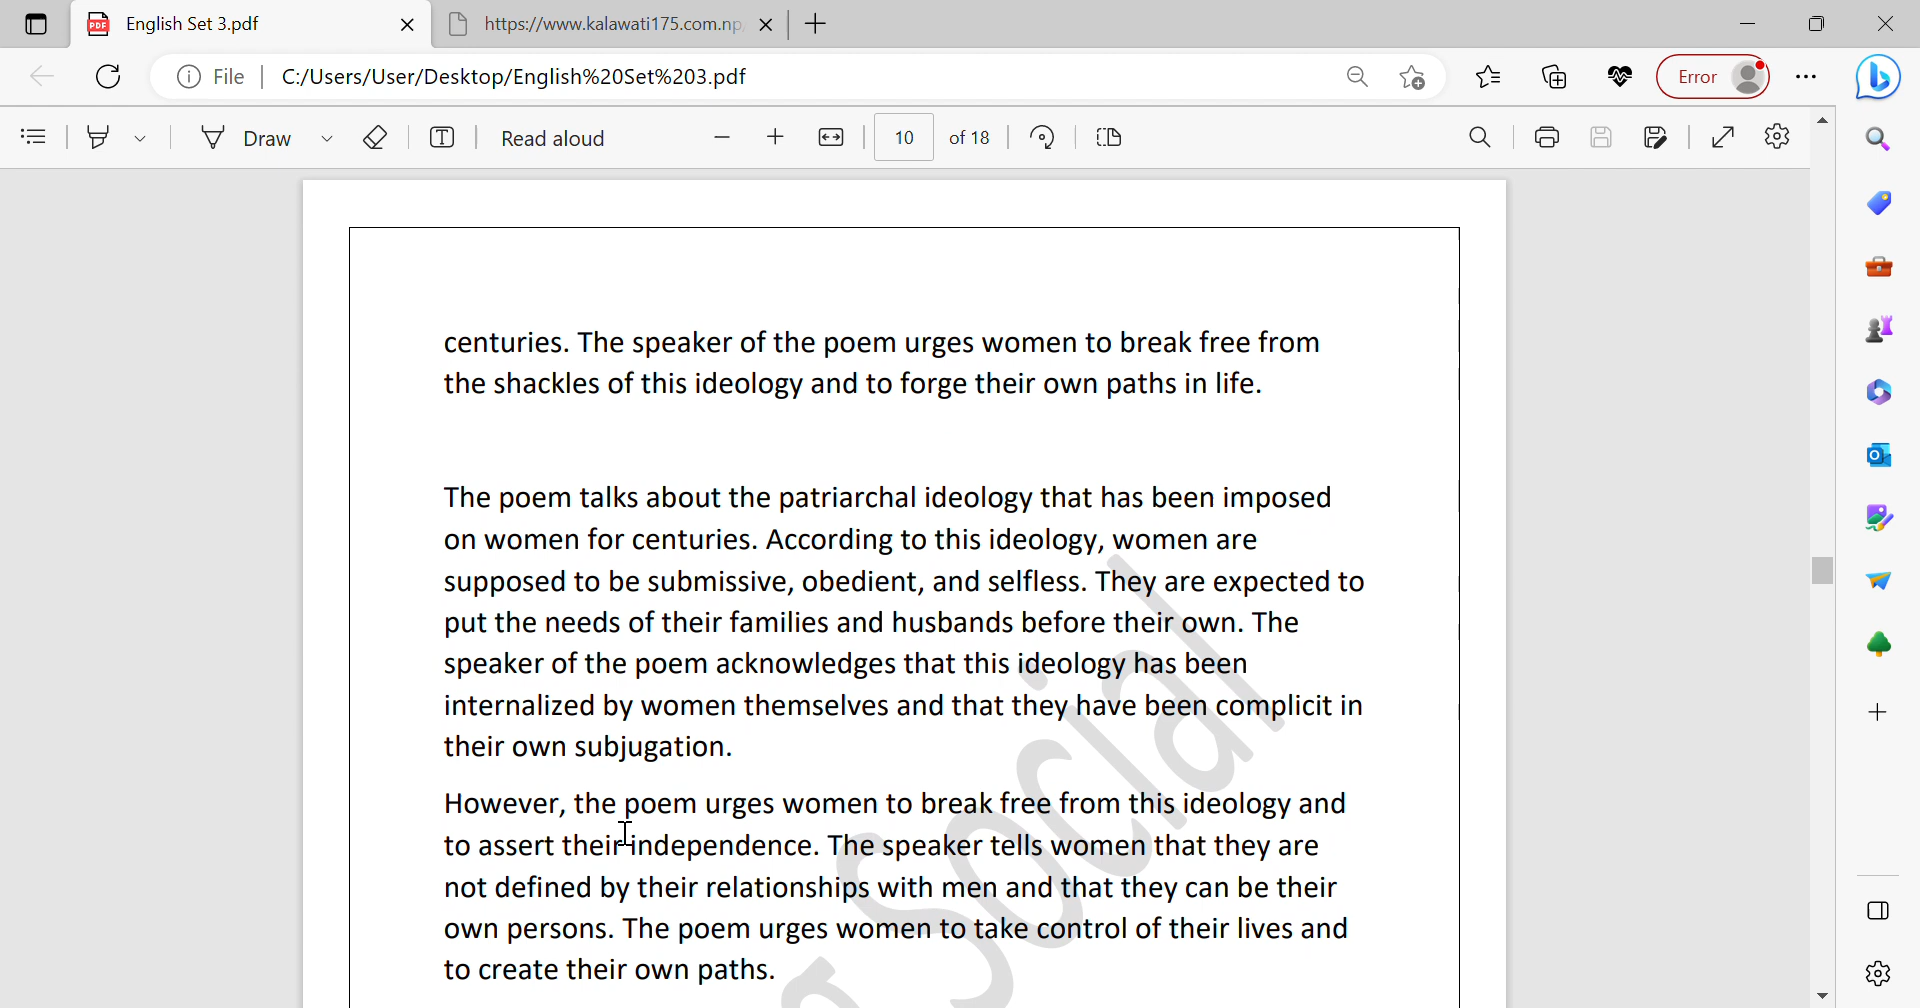 English Set 3.pdf
https://www.kalawati175.com.np/
File
C:/Users/User/Desktop/English%20Set%203.pdf
Error
Draw
Read aloud
10
of 18
centuries. The speaker of the poem urges women to break free from
the shackles of this ideology and to forge their own paths in life.
The poem talks about the patriarchal ideology that has been imposed
on women for centuries. According to this ideology, women are
supposed to be submissive, obedient, and selfless. They are expected to
put the needs of their families and husbands before their own. The
speaker of the poem acknowledges that this ideology has been
internalized by women themselves and that they have been complicit in
their own subjugation.
However, the poem urges women to break free from this ideology and
to assert their independence. The speaker tells women that they are
not defined by their relationships with men and that they can be their
own persons. The poem urges women to take control of their lives and
to create their own paths.
g Social